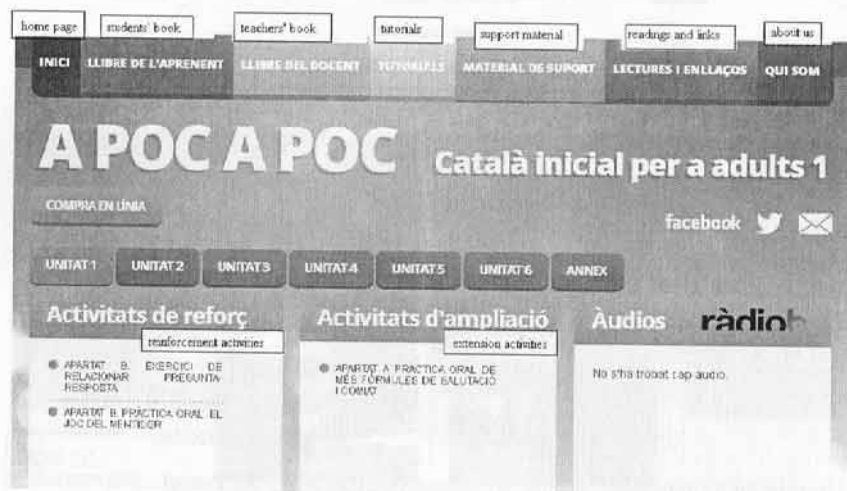 home page students' book teachers' book tutorials support material readings and links about us
INICI LLIBRE DE L'APRENENT LLIBRE DEL DOCENT TUTORIALS MATERIAL DE SUPORT LECTURES I ENLLAÇOS QUI SOM
A POC A POC Català inicial per a adults 1
COMPRA EN LÍNIA
facebook
UNITAT 1 UNITAT 2 UNITAT 3 UNITAT 4 UNITAT 5 UNITAT 6 ANNEX
Activitats de reforç
reinforcement activities
APARTAT B. EXERCICI DE
RELACIONAR PREGUNTA-
RESPOSTA
APARTAT B. PRÀCTICA ORAL. EL
JOC DEL MENTIDER
Activitats d'ampliació
extension activities
APARTAT A PRÀCTICA ORAL DE
MÉS FÓRMULES DE SALUTACIÓ
I COMIAT
Àudios ràdio
No s'ha trobat cap àudio.